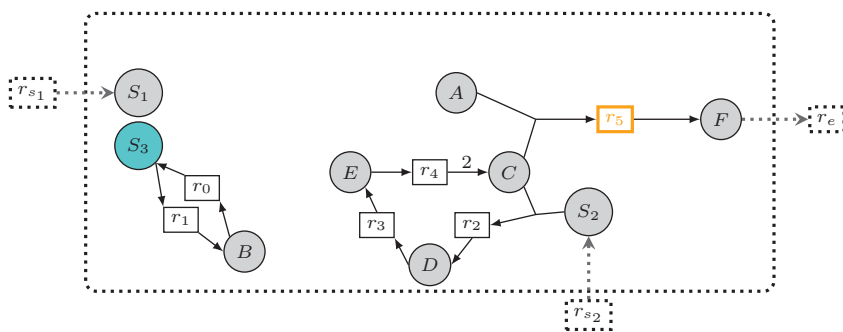 r_{s_1}
S_1
A
r_5
F
r_e
S_3
E
r_4
2
C
r_0
r_1
r_3
r_2
S_2
B
D
r_{s_2}